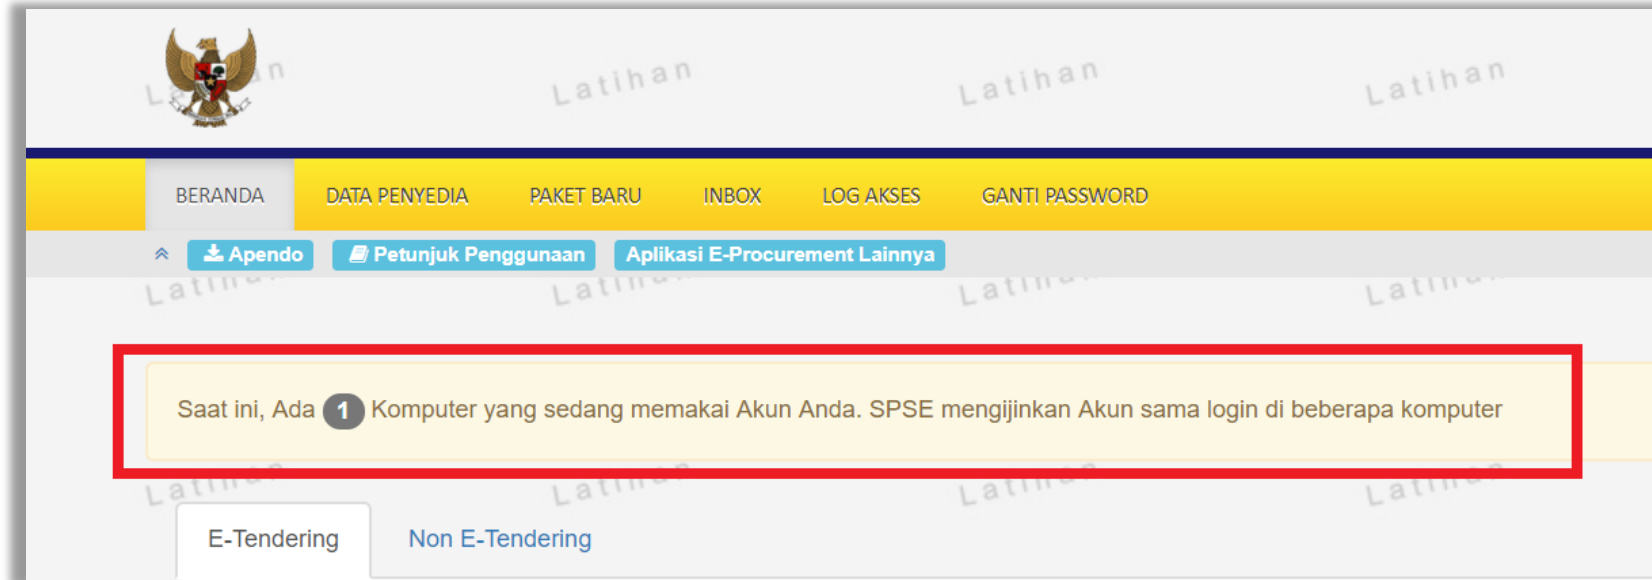 Latihan Latihan Latihan
BERANDA DATA PENYEDIA PAKET BARU INBOX LOG AKSES GANTI PASSWORD
Apendo Petunjuk Penggunaan Aplikasi E-Procurement Lainnya
Saat ini, Ada 1 Komputer yang sedang memakai Akun Anda. SPSE mengijinkan Akun sama login di beberapa komputer
E-Tendering Non E-Tendering